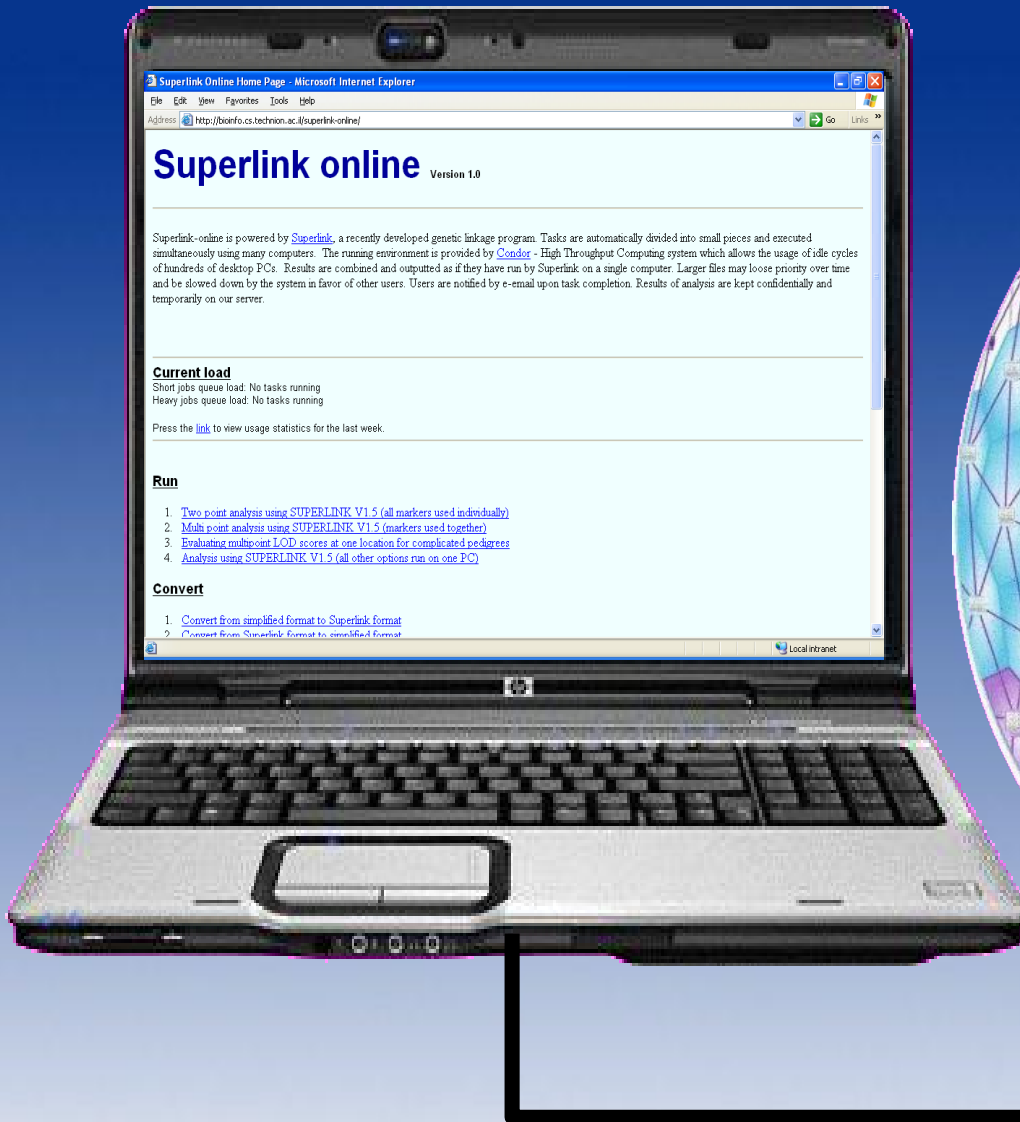 Superlink Online Home Page - Microsoft Internet Explorer
File Edit View Favorites Tools Help
Address http://bioinfo.cs.technion.ac.il/superlink-online/ Go Links »
Superlink online Version 1.0
Superlink-online is powered by Superlink, a recently developed genetic linkage program. Tasks are automatically divided into small pieces and executed
simultaneously using many computers. The running environment is provided by Condor - High Throughput Computing system which allows the usage of idle cycles
of hundreds of desktop PCs. Results are combined and outputted as if they have run by Superlink on a single computer. Larger files may loose priority over time
and be slowed down by the system in favor of other users. Users are notified by e-email upon task completion. Results of analysis are kept confidentially and
temporarily on our server.
Current load
Short jobs queue load: No tasks running
Heavy jobs queue load: No tasks running
Press the link to view usage statistics for the last week.
Run
1. Two point analysis using SUPERLINK V1.5 (all markers used individually)
2. Multi point analysis using SUPERLINK V1.5 (markers used together)
3. Evaluating multipoint LOD scores at one location for complicated pedigrees
4. Analysis using SUPERLINK V1.5 (all other options run on one PC)
Convert
1. Convert from simplified format to Superlink format
2. Convert from Superlink format to simplified format
Local intranet
hp